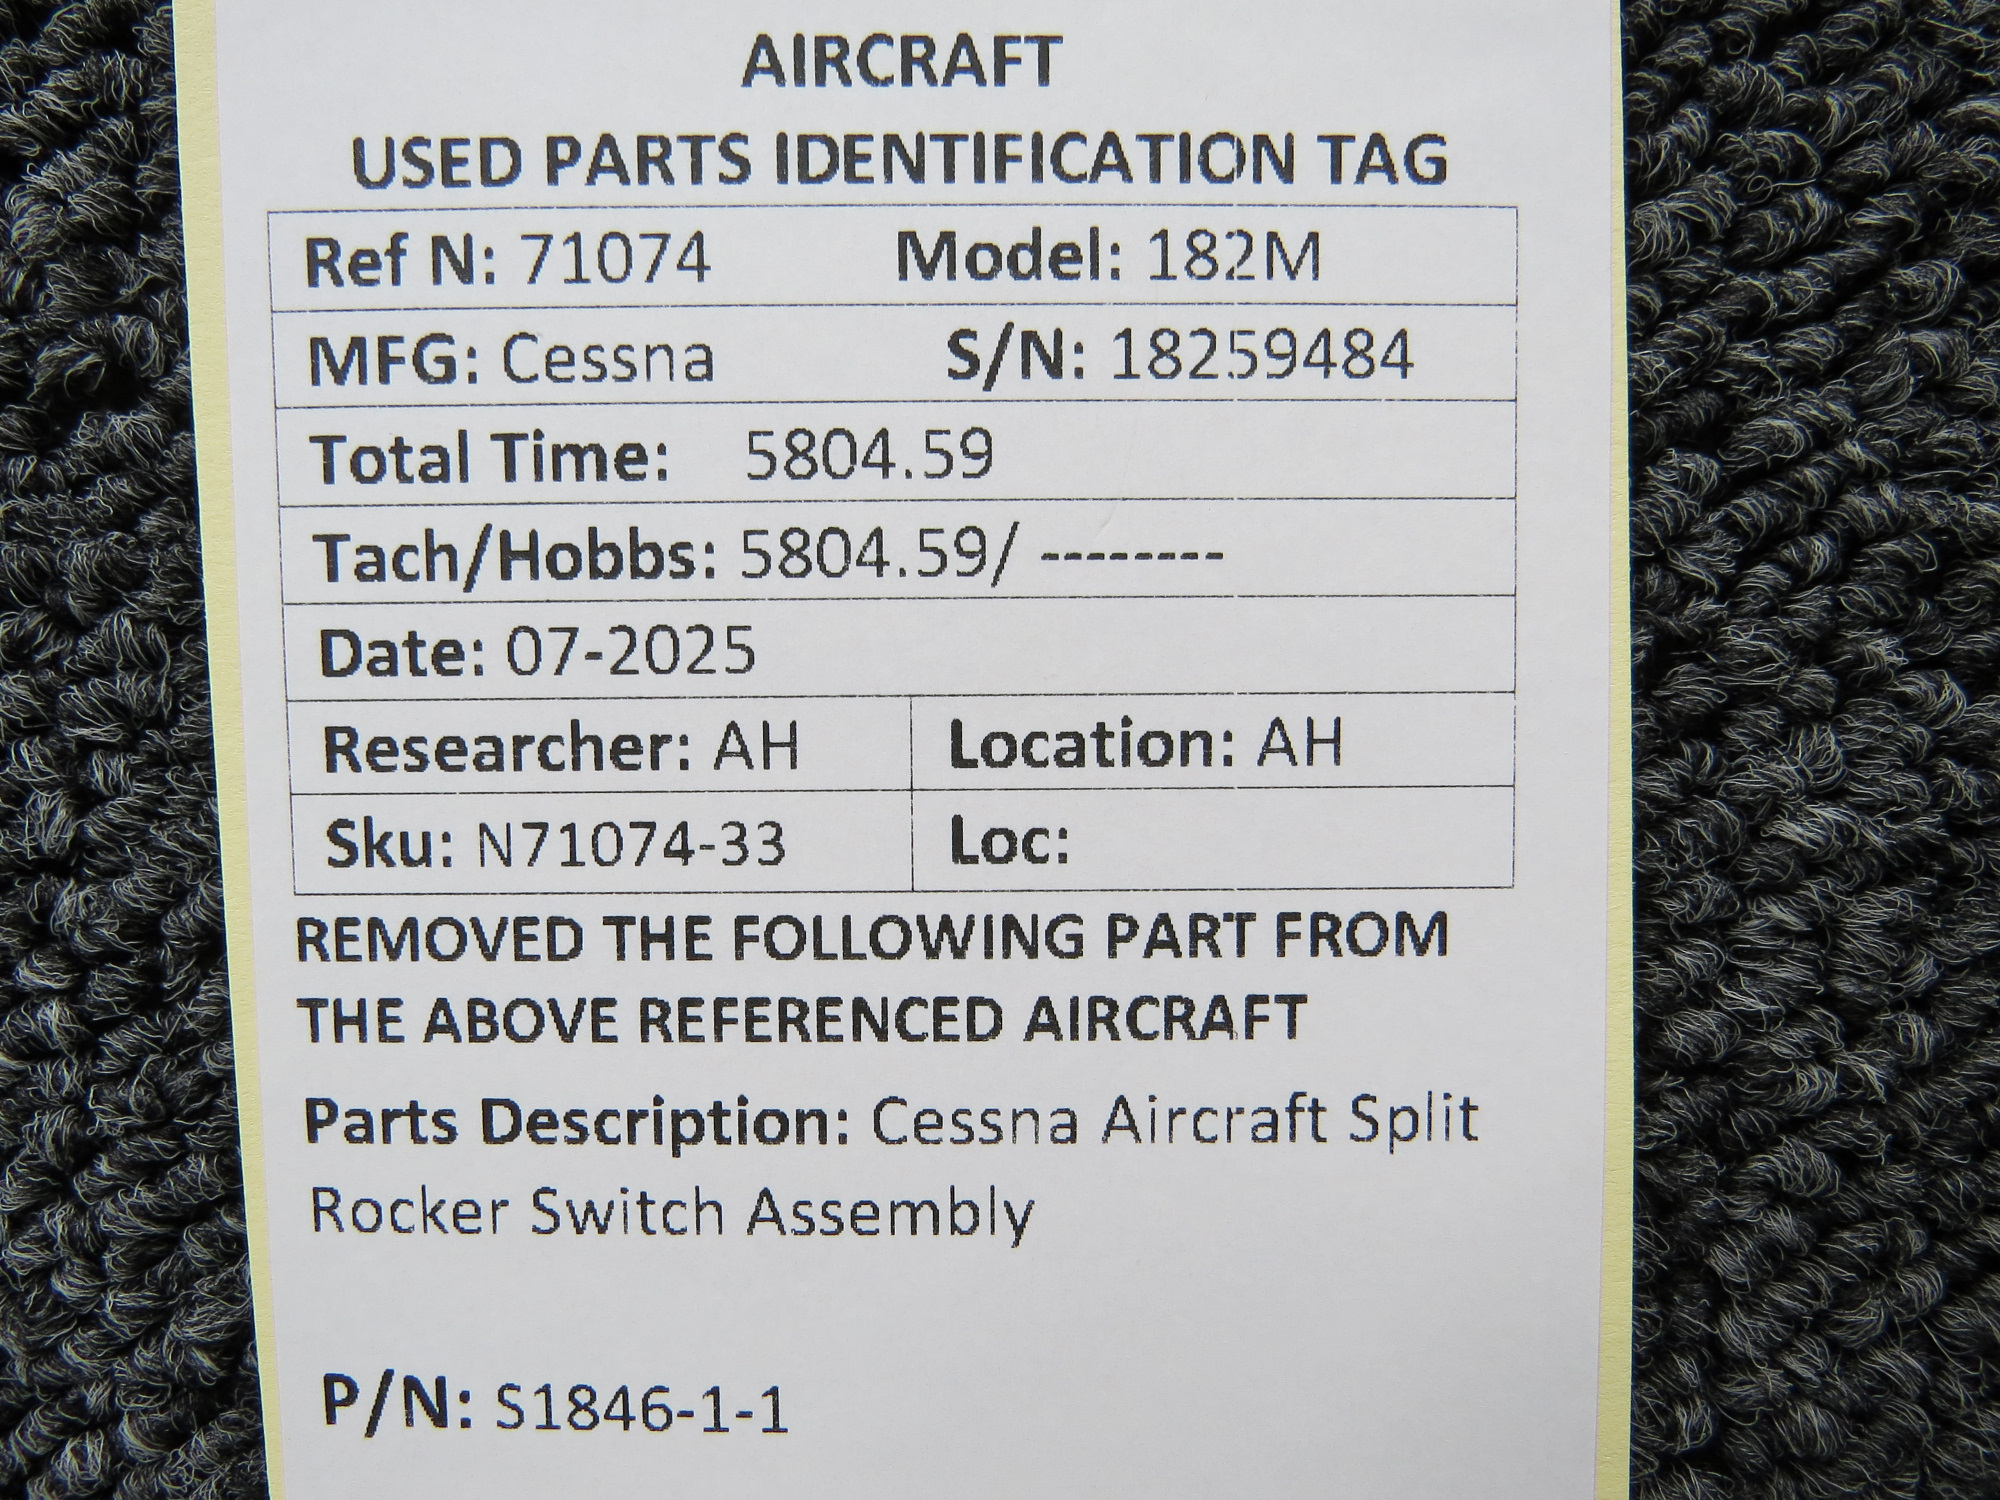 AIRCRAFT
USED PARTS IDENTIFICATION TAG
Ref N: 71074 Model: 182M
MFG: Cessna S/N: 18259484
Total Time: 5804.59
Tach/Hobbs: 5804.59/ --------
Date: 07-2025
Researcher: AH Location: AH
Sku: N71074-33 Loc:
REMOVED THE FOLLOWING PART FROM
THE ABOVE REFERENCED AIRCRAFT
Parts Description: Cessna Aircraft Split
Rocker Switch Assembly
P/N: S1846-1-1